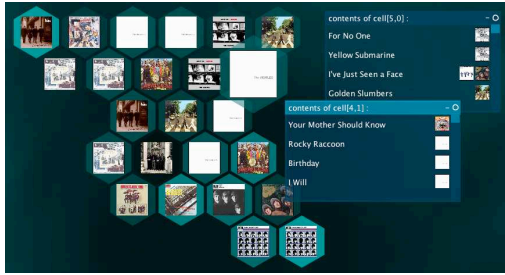 contents of cell[5,0] :
For No One
Yellow Submarine
I've Just Seen a Face
Golden Slumbers
contents of cell[4,1] :
Your Mother Should Know
Rocky Raccoon
Birthday
I Will